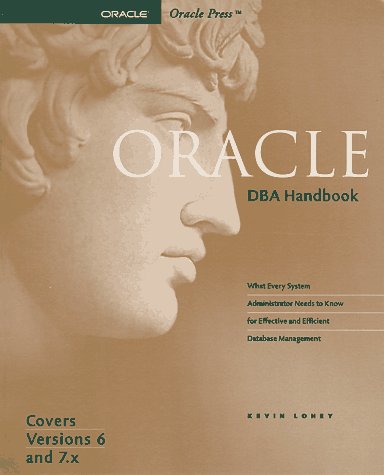 ORACLE Oracle Press™
ORACLE
DBA Handbook
What Every System
Administrator Needs to Know
for Effective and Efficient
Database Management
Covers
Versions 6
and 7.x
KEVIN LONEY